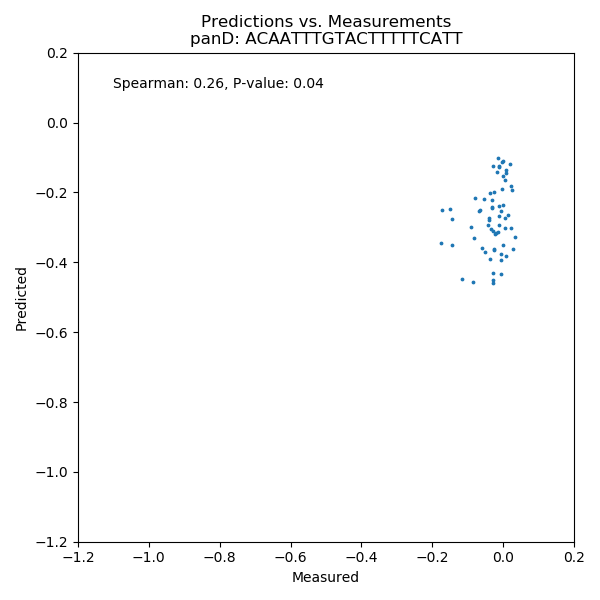 Predictions vs. Measurements
panD: ACAATTTGTACTTTTTCATT
Spearman: 0.26, P-value: 0.04
0.2
0.0
−0.2
−0.4
−0.6
−0.8
−1.0
−1.2
Predicted
−1.2 −1.0 −0.8 −0.6 −0.4 −0.2 0.0 0.2
Measured